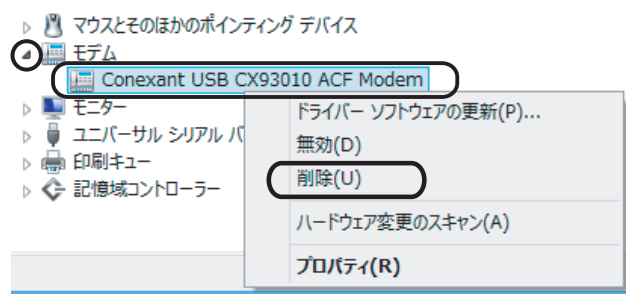 マウスとそのほかのポインティング デバイス
モデム
Conexant USB CX93010 ACF Modem
モニター
ユニバーサル シリアル バ
印刷キュー
記憶域コントローラー
ドライバー ソフトウェアの更新(P)...
無効(D)
削除(U)
ハードウェア変更のスキャン(A)
プロパティ(R)